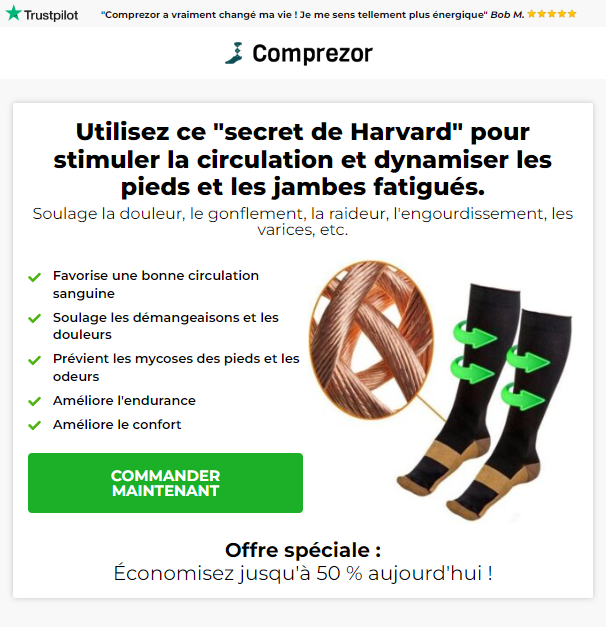 Trustpilot "Comprezor a vraiment changé ma vie ! Je me sens tellement plus énergique" Bob M.
Comprezor
Utilisez ce "secret de Harvard" pour
stimuler la circulation et dynamiser les
pieds et les jambes fatigués.
Soulage la douleur, le gonflement, la raideur, l'engourdissement, les
varices, etc.
Favorise une bonne circulation
sanguine
Soulage les démangeaisons et les
douleurs
Prévient les mycoses des pieds et les
odeurs
Améliore l'endurance
Améliore le confort
COMMANDER
MAINTENANT
Offre spéciale :
Économisez jusqu'à 50 % aujourd'hui !